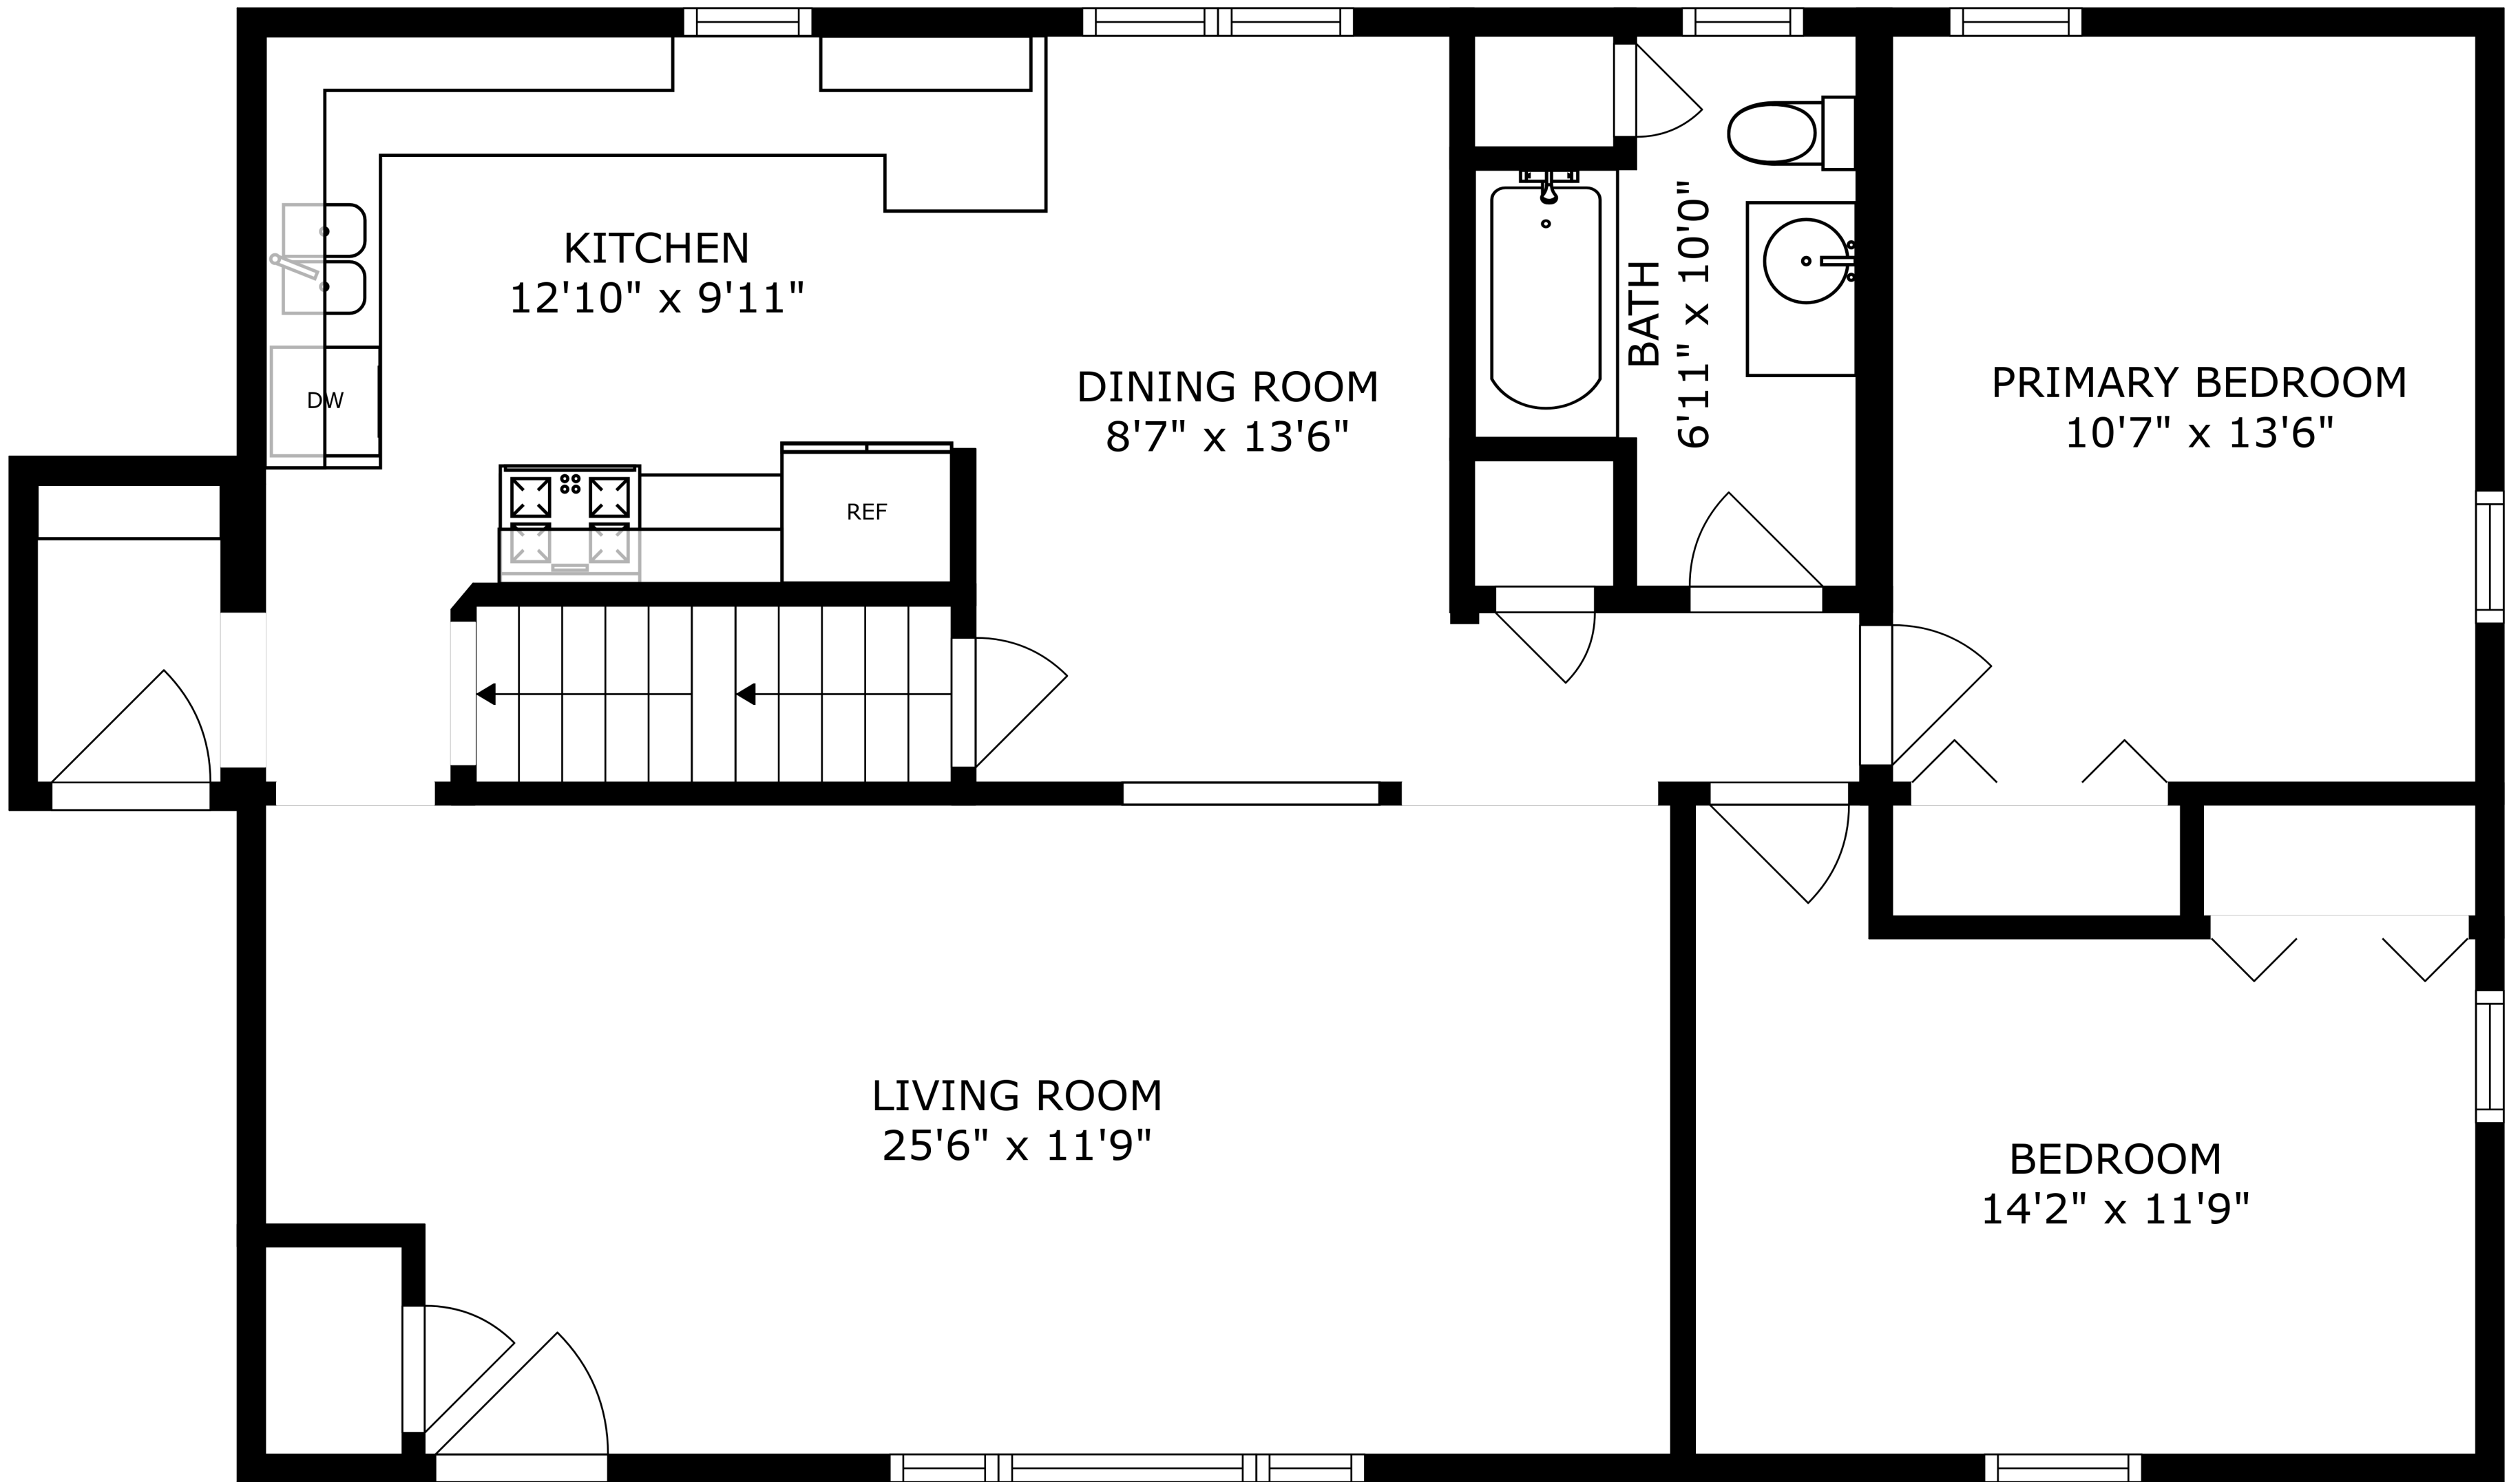 KITCHEN
12'10" x 9'11"
DW
REF
DINING ROOM
8'7" x 13'6"
BATH
6'11" x 10'0"
PRIMARY BEDROOM
10'7" x 13'6"
LIVING ROOM
25'6" x 11'9"
BEDROOM
14'2" x 11'9"